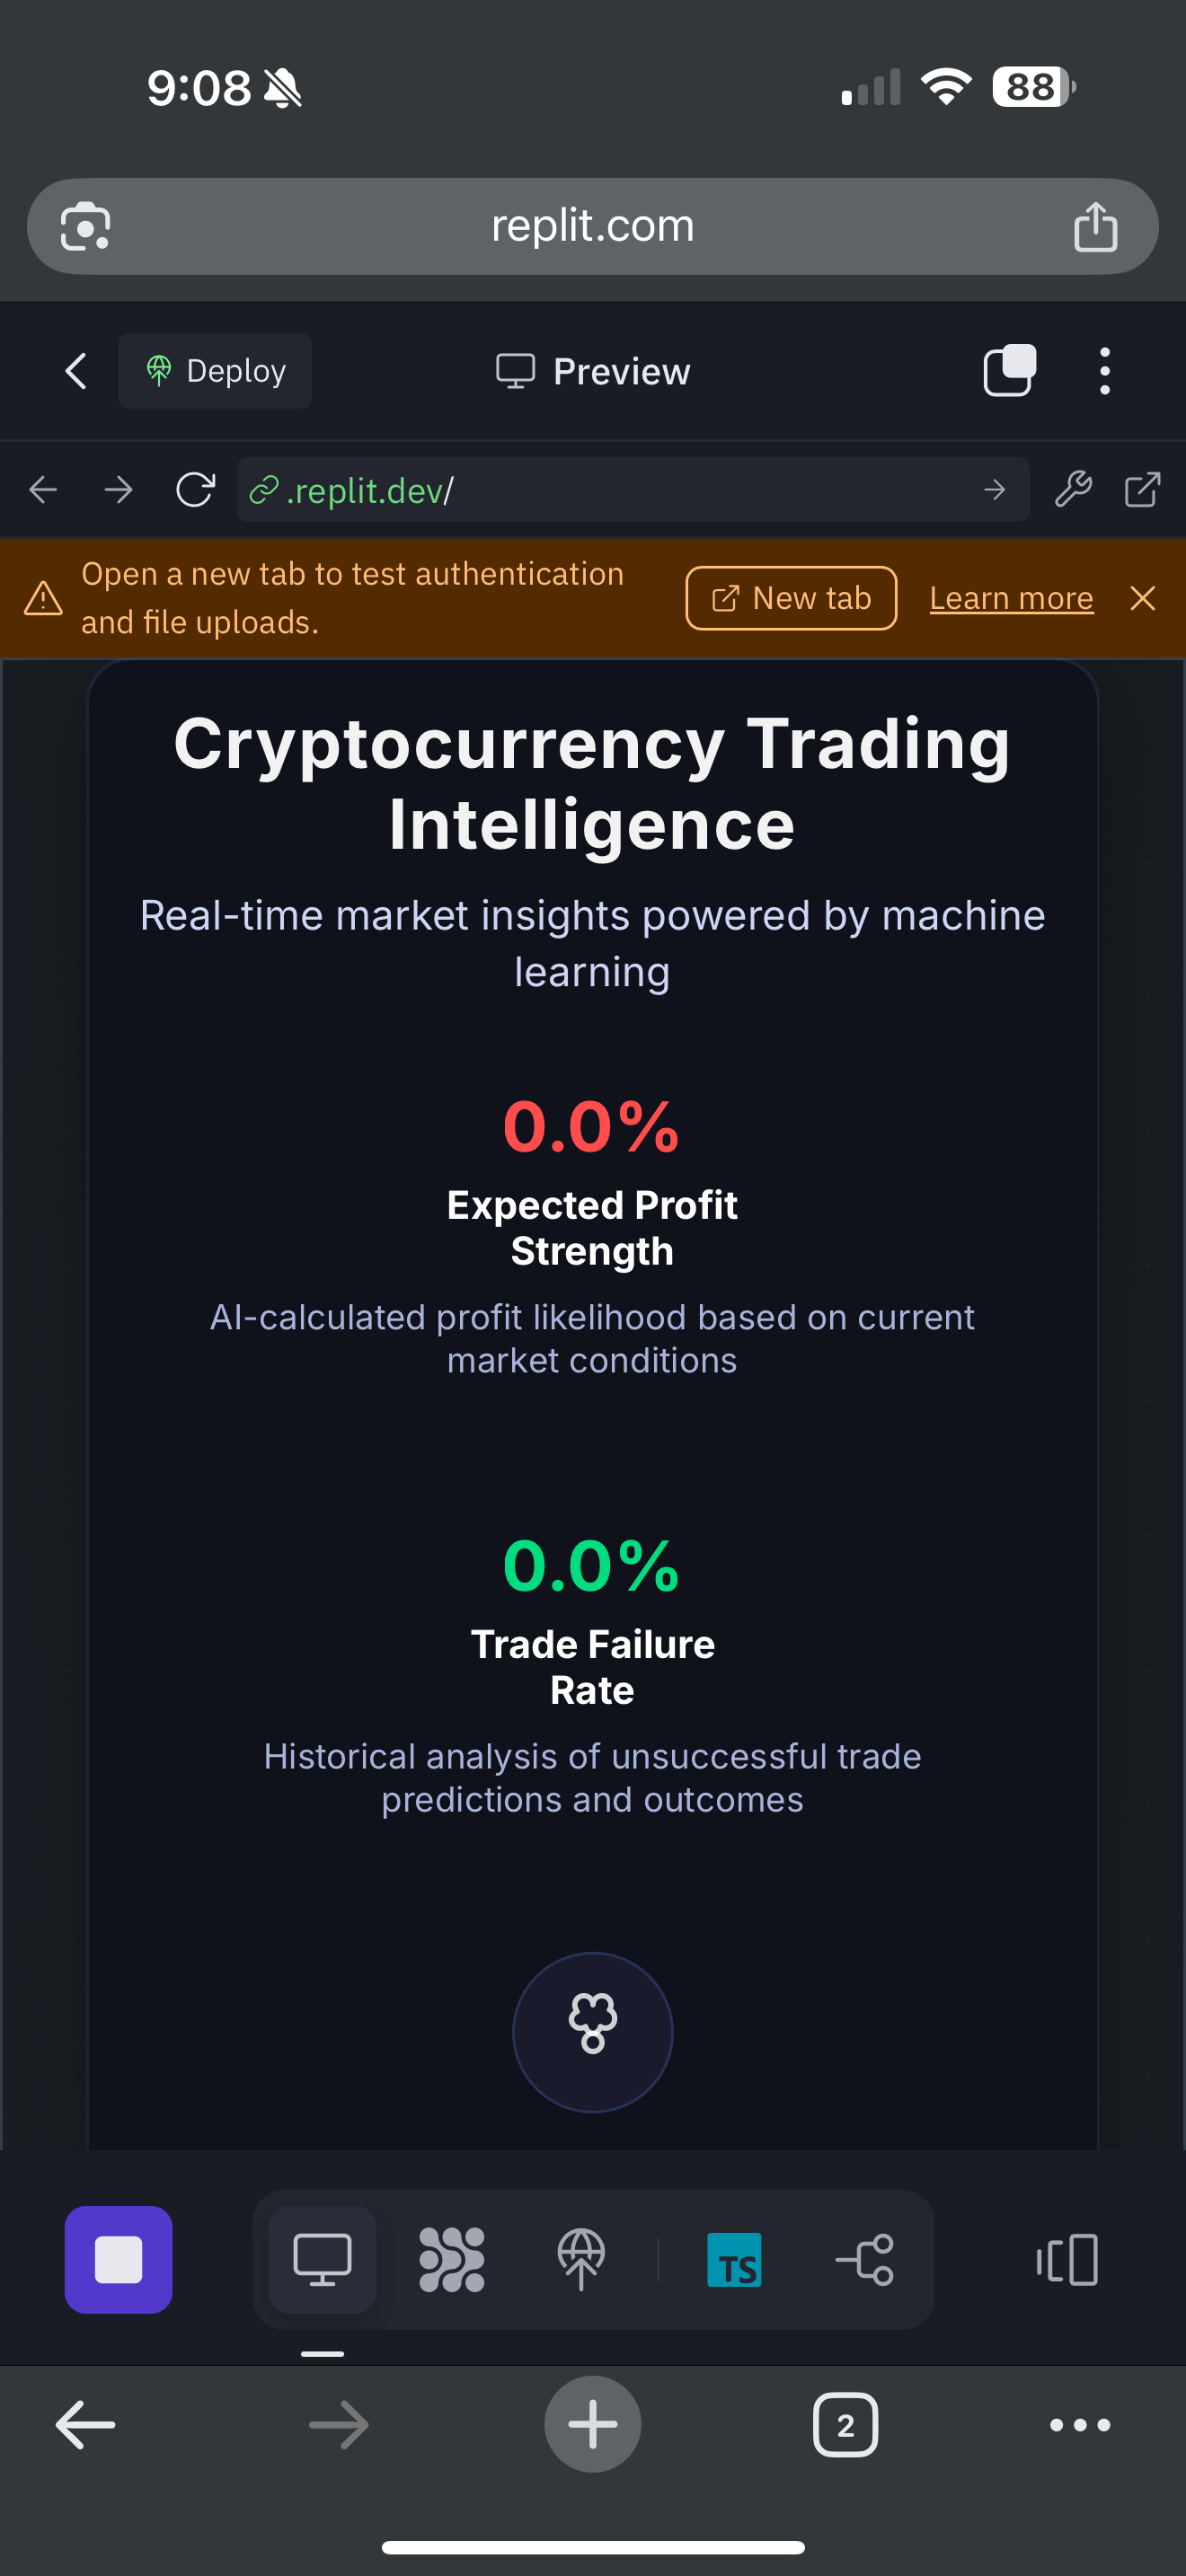 9:08
88
replit.com
Deploy
Preview
.replit.dev/
Open a new tab to test authentication
and file uploads.
New tab
Learn more
Cryptocurrency Trading
Intelligence
Real-time market insights powered by machine
learning
0.0%
Expected Profit
Strength
AI-calculated profit likelihood based on current
market conditions
0.0%
Trade Failure
Rate
Historical analysis of unsuccessful trade
predictions and outcomes
TS
2